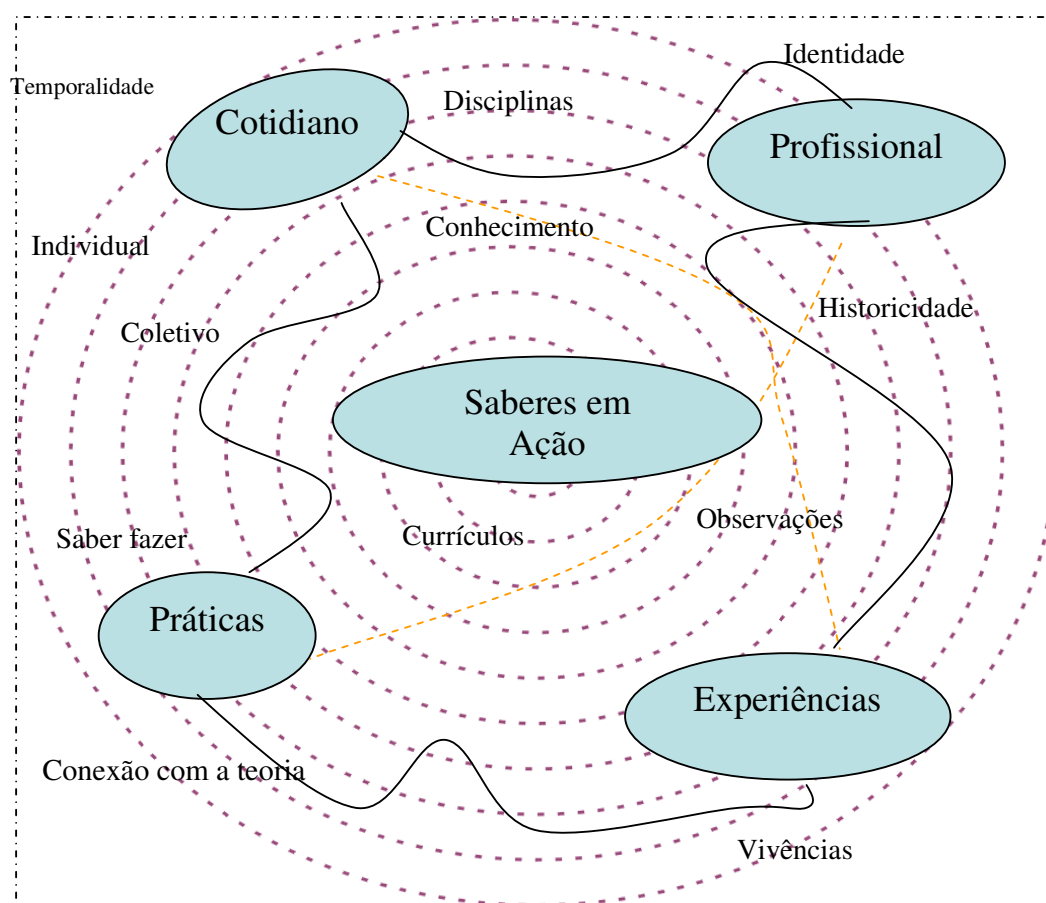 Identidade
Temporalidade
Disciplinas
Cotidiano
Profissional
Conhecimento
Individual
Historicidade
Coletivo
Saberes em
Ação
Observações
Currículos
Saber fazer
Práticas
Experiências
Conexão com a teoria
Vivências